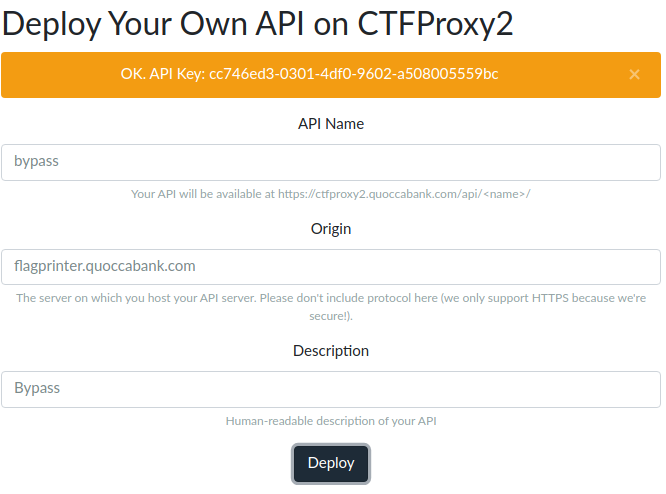 Deploy Your Own API on CTFProxy2
OK. API Key: cc746ed3-0301-4df0-9602-a508005559bc ×
API Name
bypass
Your API will be available at https://ctfproxy2.quoccabank.com/api/<name>/
Origin
flagprinter.quoccabank.com
The server on which you host your API server. Please don't include protocol here (we only support HTTPS because we're
secure!).
Description
Bypass
Human-readable description of your API
Deploy